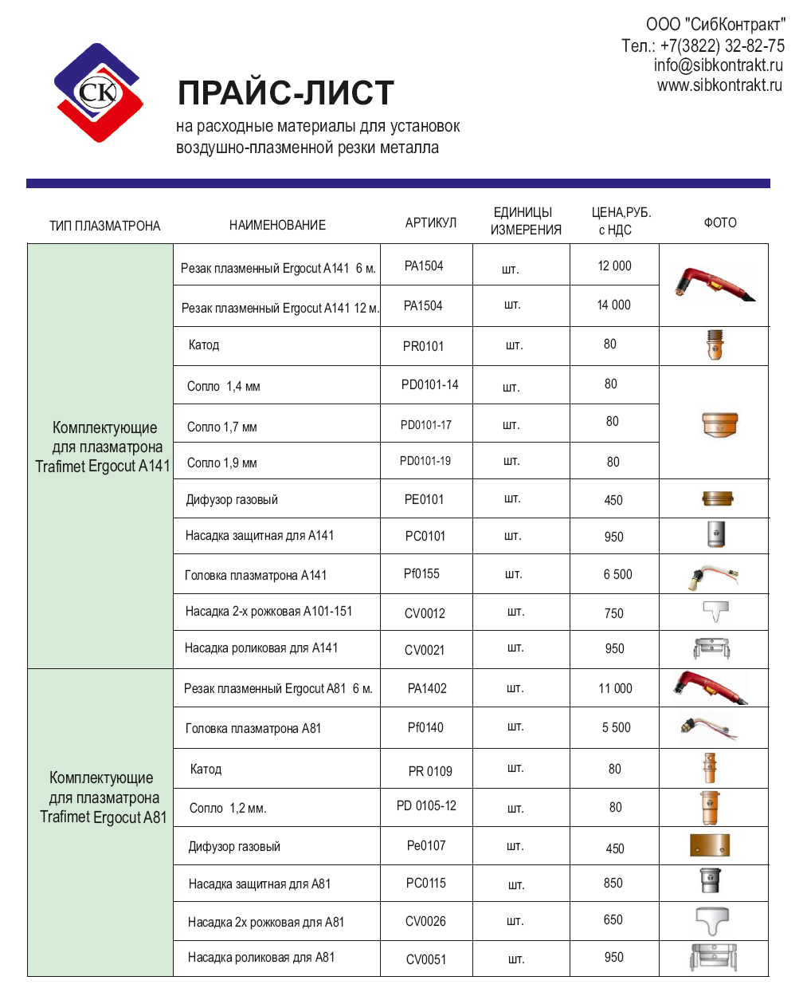 ООО "СибКонтракт"
Тел.: +7(3822) 32-82-75
info@sibkontrakt.ru
www.sibkontrakt.ru
СК
ПРАЙС-ЛИСТ
на расходные материалы для установок
воздушно-плазменной резки металла
ТИП ПЛАЗМАТРОНА НАИМЕНОВАНИЕ АРТИКУЛ ЕДИНИЦЫ ИЗМЕРЕНИЯ ЦЕНА,РУБ. с НДС ФОТО
Комплектующие
для плазматрона
Trafimet Ergocut A141
Резак плазменный Ergocut A141 6 м. PA1504 шт. 12 000
Резак плазменный Ergocut A141 12 м. PA1504 шт. 14 000
Катод PR0101 шт. 80
Сопло 1,4 мм PD0101-14 шт. 80
Сопло 1,7 мм PD0101-17 шт. 80
Сопло 1,9 мм PD0101-19 шт. 80
Дифузор газовый PE0101 шт. 450
Насадка защитная для А141 PC0101 шт. 950
Головка плазматрона А141 Pf0155 шт. 6 500
Насадка 2-х рожковая А101-151 CV0012 шт. 750
Насадка роликовая для А141 CV0021 шт. 950
Комплектующие
для плазматрона
Trafimet Ergocut A81
Резак плазменный Ergocut A81 6 м. PA1402 шт. 11 000
Головка плазматрона А81 Pf0140 шт. 5 500
Катод PR 0109 шт. 80
Сопло 1,2 мм. PD 0105-12 шт. 80
Дифузор газовый Pe0107 шт. 450
Насадка защитная для А81 PC0115 шт. 850
Насадка 2х рожковая для А81 CV0026 шт. 650
Насадка роликовая для А81 CV0051 шт. 950